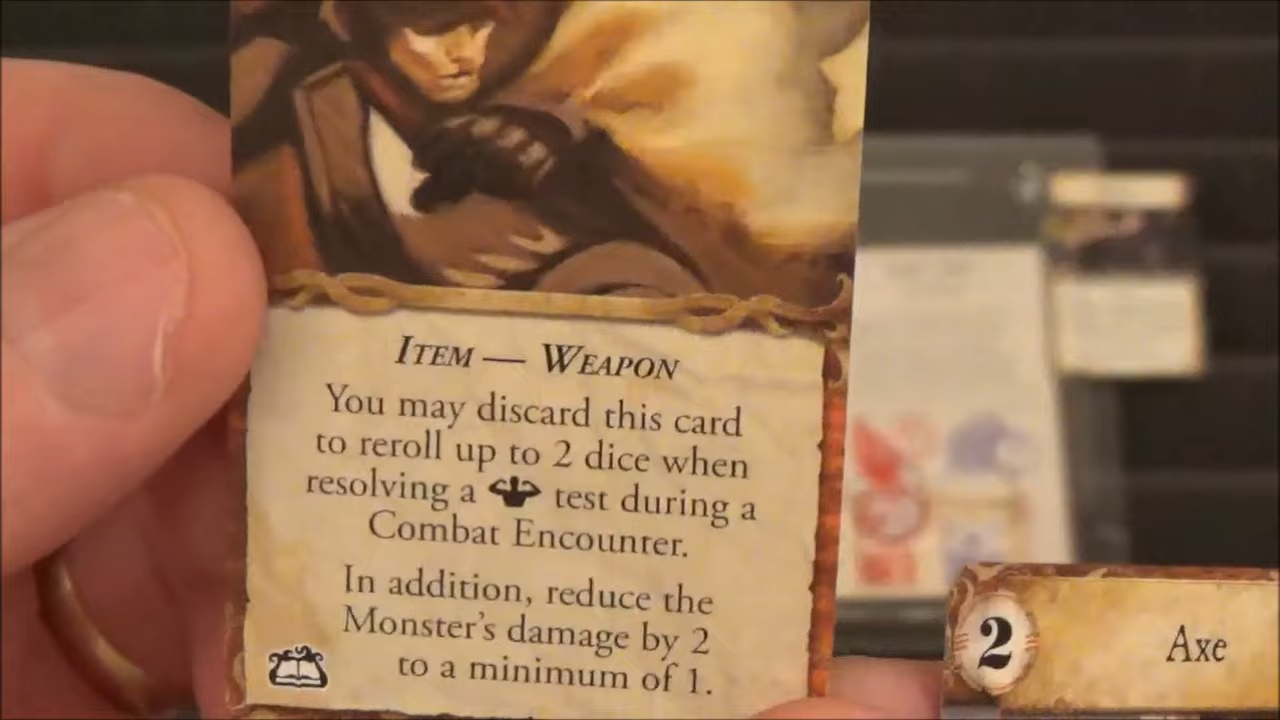 Item — Weapon
You may discard this card
to reroll up to 2 dice when
resolving a test during a
Combat Encounter.
In addition, reduce the
Monster's damage by 2
to a minimum of 1.
2
Axe